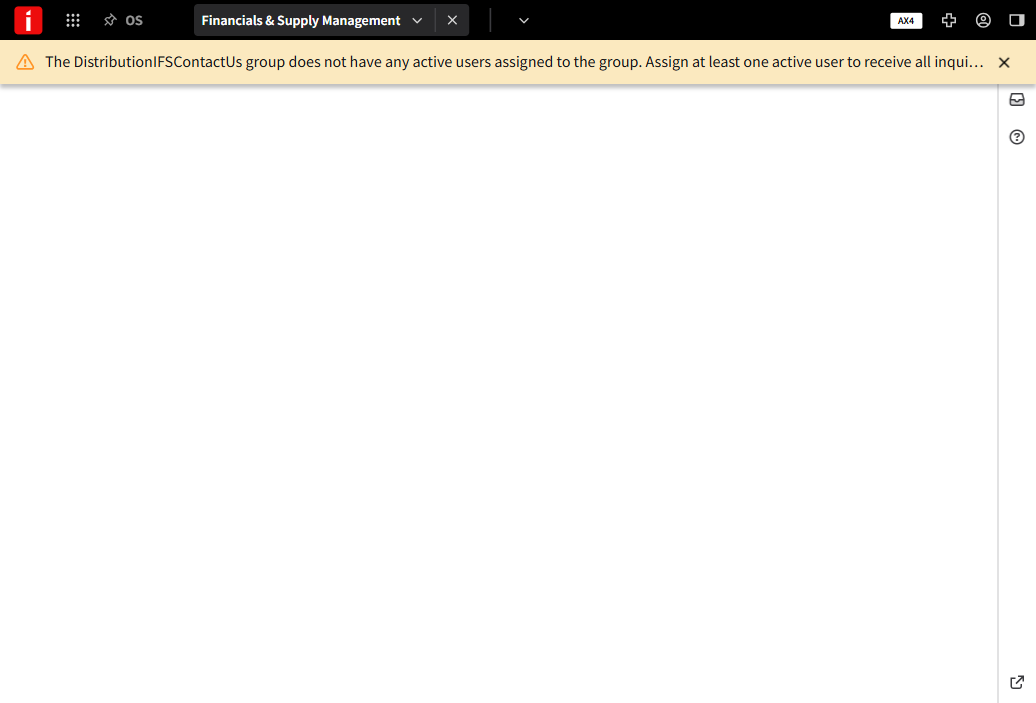 OS
Financials & Supply Management
AX4
The DistributionIFSContactUs group does not have any active users assigned to the group. Assign at least one active user to receive all inqui...